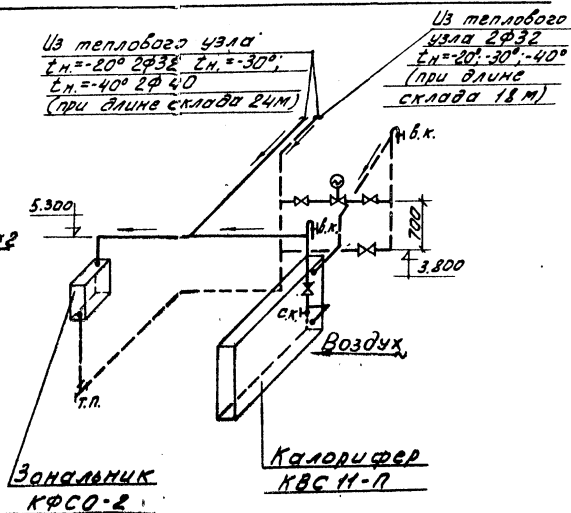 Из теплового узла
tн.=-20° 2Ф32 tн.=-30°;
tн.=-40° 2Ф40
(при длине склада 24м)
Из теплового
узла 2Ф32
tн=-20°;-30°;-40°
(при длине
склада 18м)
в.к.
5.300
в.к.
700
3.800
с.к.
Воздух
т.п.
Зональник
КФСО-2
Калорифер
КВС 11-П